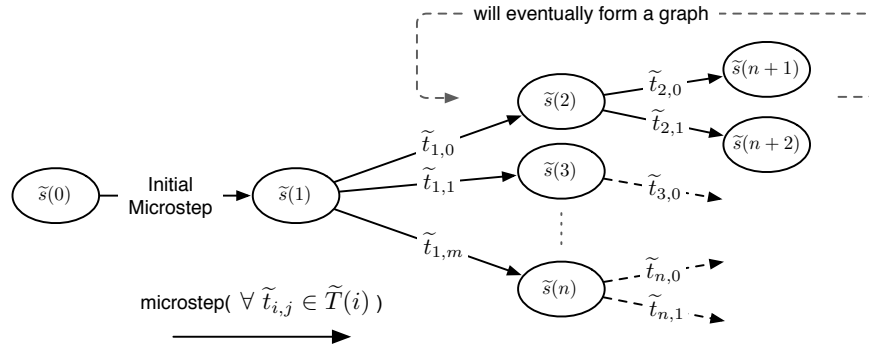 will eventually form a graph
s̃(n + 1)
t̃2,0
s̃(2)
t̃2,1
s̃(n + 2)
t̃1,0
s̃(0)
Initial
Microstep
s̃(1)
t̃1,1
s̃(3)
t̃3,0
t̃1,m
s̃(n)
t̃n,0
t̃n,1
microstep( ∀ t̃i,j ∈ T̃(i) )